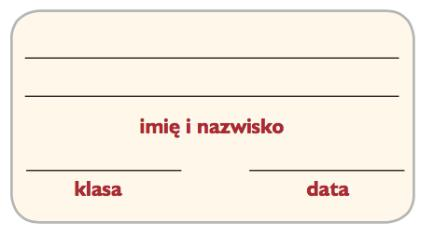 imię i nazwisko
klasa data